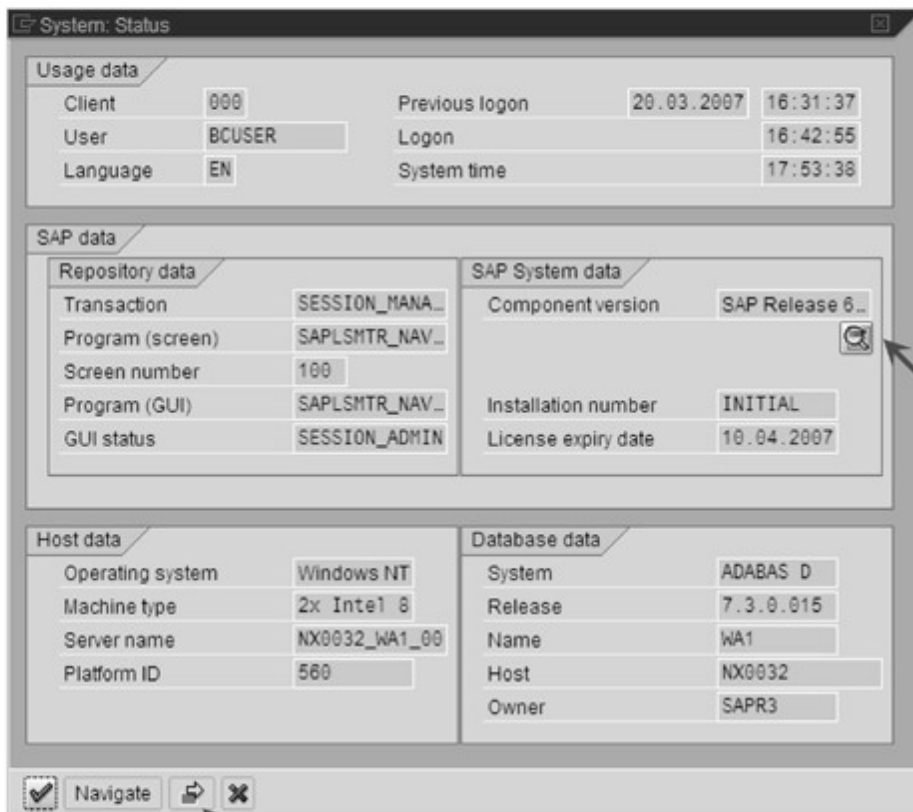 System: Status
Usage data
Client 000 Previous logon 20.03.2007 16:31:37
User BCUSER Logon 16:42:55
Language EN System time 17:53:38
SAP data
Repository data SAP System data
Transaction SESSION_MANA... Component version SAP Release 6...
Program (screen) SAPLSMTR_NAV...
Screen number 100
Program (GUI) SAPLSMTR_NAV... Installation number INITIAL
GUI status SESSION_ADMIN License expiry date 10.04.2007
Host data Database data
Operating system Windows NT System ADABAS D
Machine type 2x Intel 8 Release 7.3.0.015
Server name NX0032_WA1_00 Name WA1
Platform ID 560 Host NX0032
Owner SAPR3
Navigate